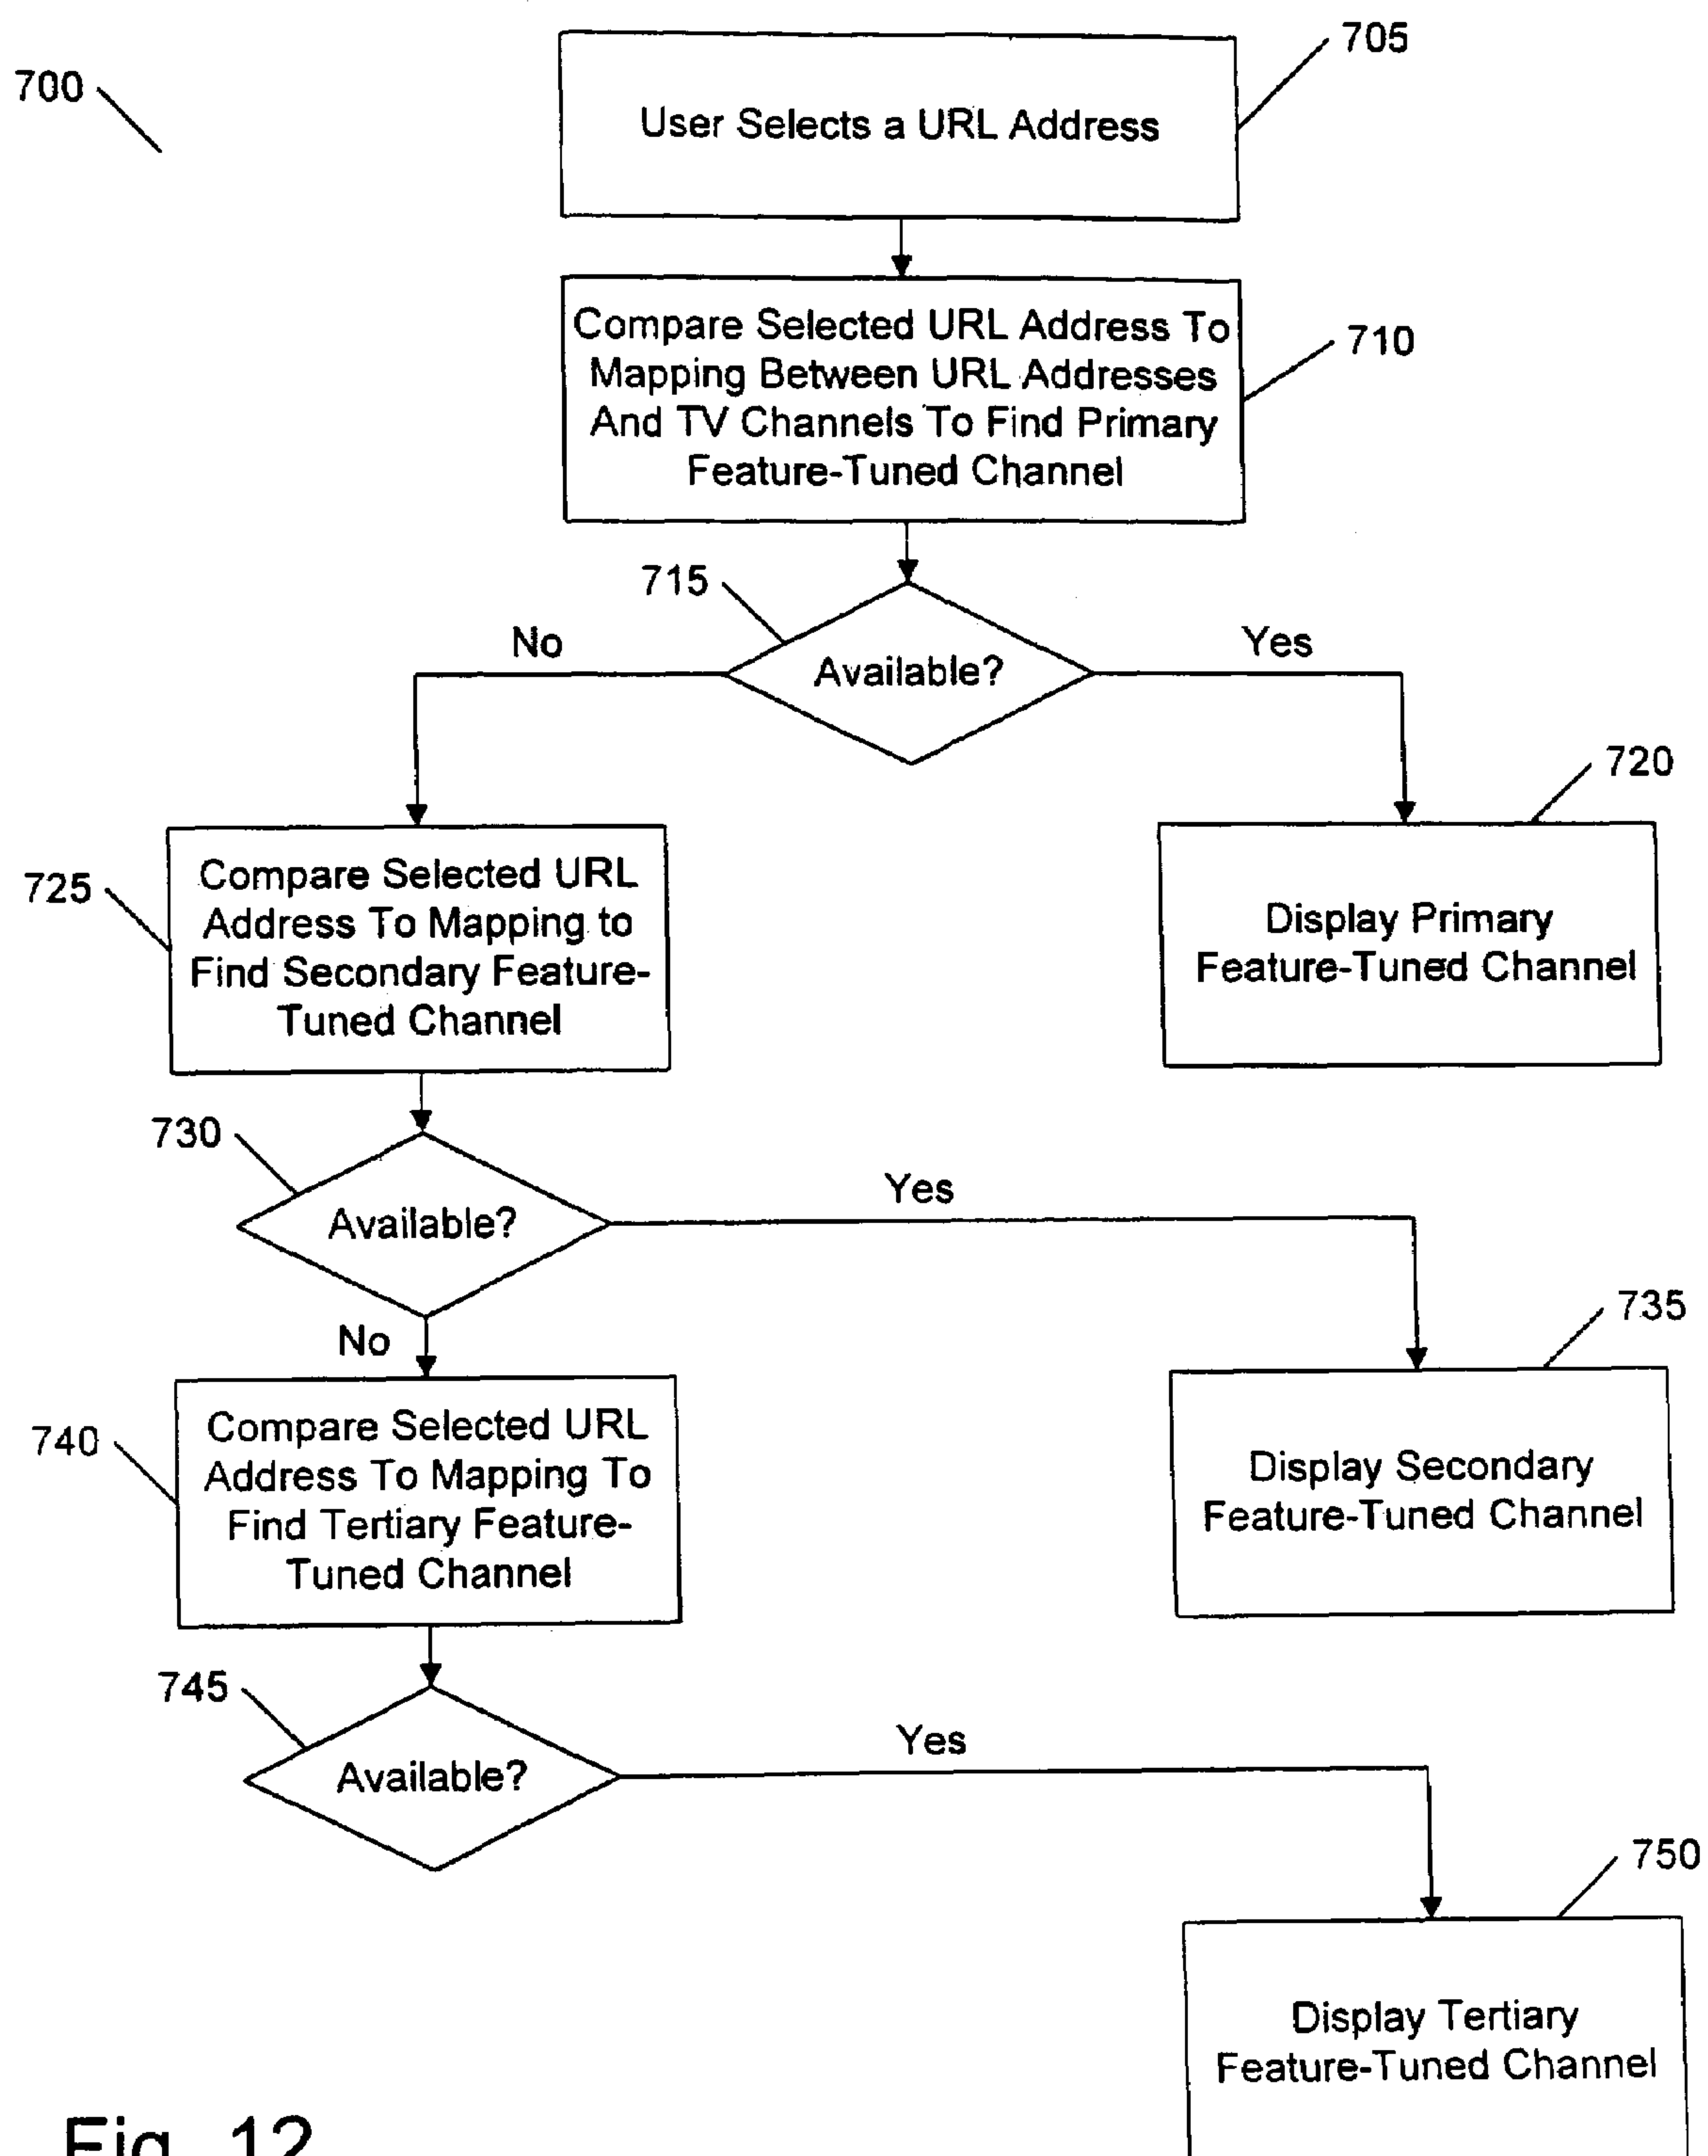 705
700
User Selects a URL Address
Compare Selected URL Address To
Mapping Between URL Addresses
And TV Channels To Find Primary
Feature-Tuned Channel
710
715
No
Available?
Yes
720
725
Compare Selected URL
Address To Mapping to
Find Secondary Feature-
Tuned Channel
Display Primary
Feature-Tuned Channel
730
Available?
Yes
No
735
740
Compare Selected URL
Address To Mapping To
Find Tertiary Feature-
Tuned Channel
Display Secondary
Feature-Tuned Channel
745
Available?
Yes
750
Display Tertiary
Feature-Tuned Channel
Fig. 12